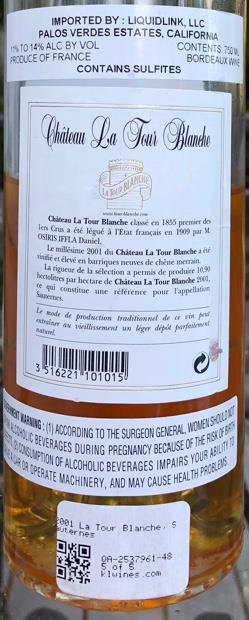 IMPORTED BY : LIQUIDLINK, LLC
PALOS VERDES ESTATES, CALIFORNIA
11% TO 14% ALC BY VOL CONTENTS 750 ML
PRODUCE OF FRANCE BORDEAUX WINE
CONTAINS SULFITES
Château La Tour Blanche
LA TOUR BLANCHE
www.tour-blanche.com
Château La Tour Blanche classé en 1855 premier des
1ers Crus a été légué à l'Etat français en 1909 par M.
OSIRIS IFFLA Daniel.
Le millésime 2001 du Château La Tour Blanche a été
vinifié et élevé en barriques neuves de chêne merrain.
La rigueur de la sélection a permis de produire 10,90
hectolitres par hectare de Château La Tour Blanche 2001,
ce qui constitue une référence pour l'appellation
Sauternes.
Le mode de production traditionnel de ce vin peut
entraîner au vieillissement un léger dépôt parfaitement
naturel.
3 516221 101015
WARNING : (1) ACCORDING TO THE SURGEON GENERAL, WOMEN SHOULD NOT
ALCOHOLIC BEVERAGES DURING PREGNANCY BECAUSE OF THE RISK OF BIRTH
CONSUMPTION OF ALCOHOLIC BEVERAGES IMPAIRS YOUR ABILITY TO
A CAR OR OPERATE MACHINERY, AND MAY CAUSE HEALTH PROBLEMS.
2001 La Tour Blanche, S
auternes
OA-2537961-48
5 of 5
klwines.com